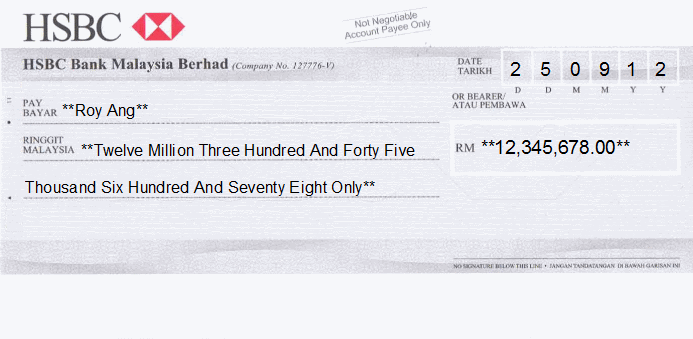 HSBC
Not Negotiable
Account Payee Only
HSBC Bank Malaysia Berhad (Company No. 127776-V)
DATE
TARIKH
2 5 0 9 1 2
D D M M Y Y
PAY
BAYAR **Roy Ang**
OR BEARER/
ATAU PEMBAWA
RINGGIT
MALAYSIA **Twelve Million Three Hundred And Forty Five
RM **12,345,678.00**
Thousand Six Hundred And Seventy Eight Only**
NO SIGNATURE BELOW THIS LINE • JANGAN TANDATANGAN DI BAWAH GARISAN INI